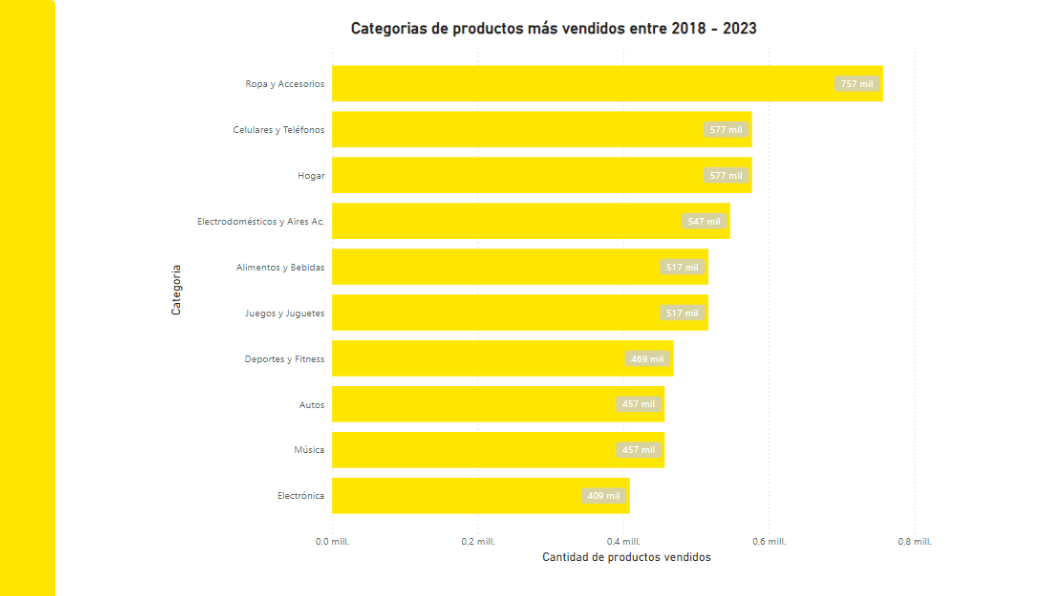 Categorias de productos más vendidos entre 2018 - 2023
Categoria
Ropa y Accesorios 757 mil
Celulares y Teléfonos 577 mil
Hogar 577 mil
Electrodomésticos y Aires Ac. 547 mil
Alimentos y Bebidas 517 mil
Juegos y Juguetes 517 mil
Deportes y Fitness 469 mil
Autos 457 mil
Música 457 mil
Electrónica 409 mil
0,0 mill. 0,2 mill. 0,4 mill. 0,6 mill. 0,8 mill.
Cantidad de productos vendidos